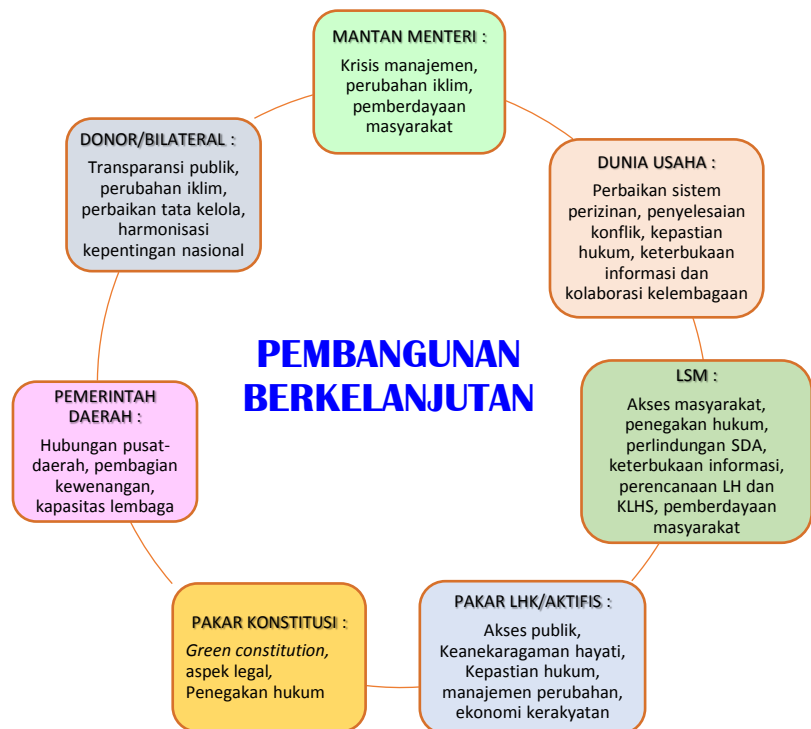 MANTAN MENTERI :
Krisis manajemen,
perubahan iklim,
pemberdayaan
masyarakat
DUNIA USAHA :
Perbaikan sistem
perizinan, penyelesaian
konflik, kepastian
hukum, keterbukaan
informasi dan
kolaborasi kelembagaan
LSM :
Akses masyarakat,
penegakan hukum,
perlindungan SDA,
keterbukaan informasi,
perencanaan LH dan
KLHS, pemberdayaan
masyarakat
PAKAR LHK/AKTIFIS :
Akses publik,
Keanekaragaman hayati,
Kepastian hukum,
manajemen perubahan,
ekonomi kerakyatan
PAKAR KONSTITUSI :
Green constitution,
aspek legal,
Penegakan hukum
PEMERINTAH
DAERAH :
Hubungan pusat-
daerah, pembagian
kewenangan,
kapasitas lembaga
DONOR/BILATERAL :
Transparansi publik,
perubahan iklim,
perbaikan tata kelola,
harmonisasi
kepentingan nasional
PEMBANGUNAN
BERKELANJUTAN